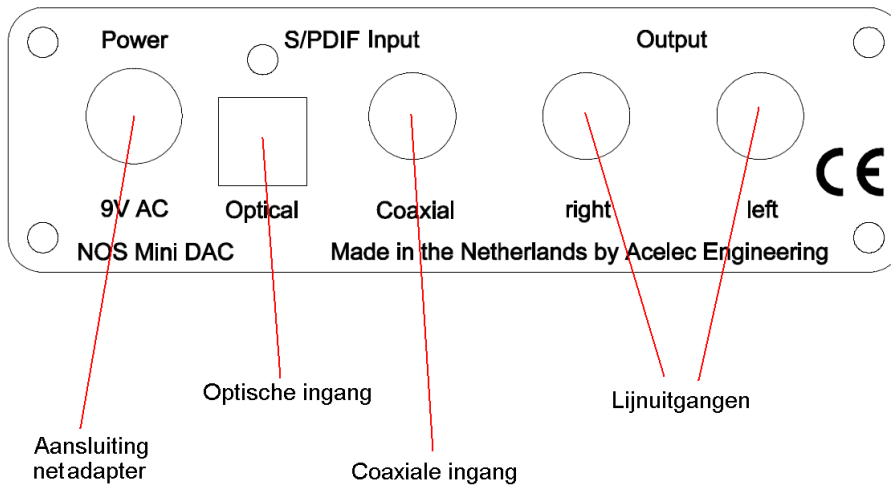 Power S/PDIF Input Output
9V AC Optical Coaxial right left
CE
NOS Mini DAC Made in the Netherlands by Acelec Engineering
Optische ingang
Lijnuitgangen
Aansluiting
netadapter
Coaxiale ingang